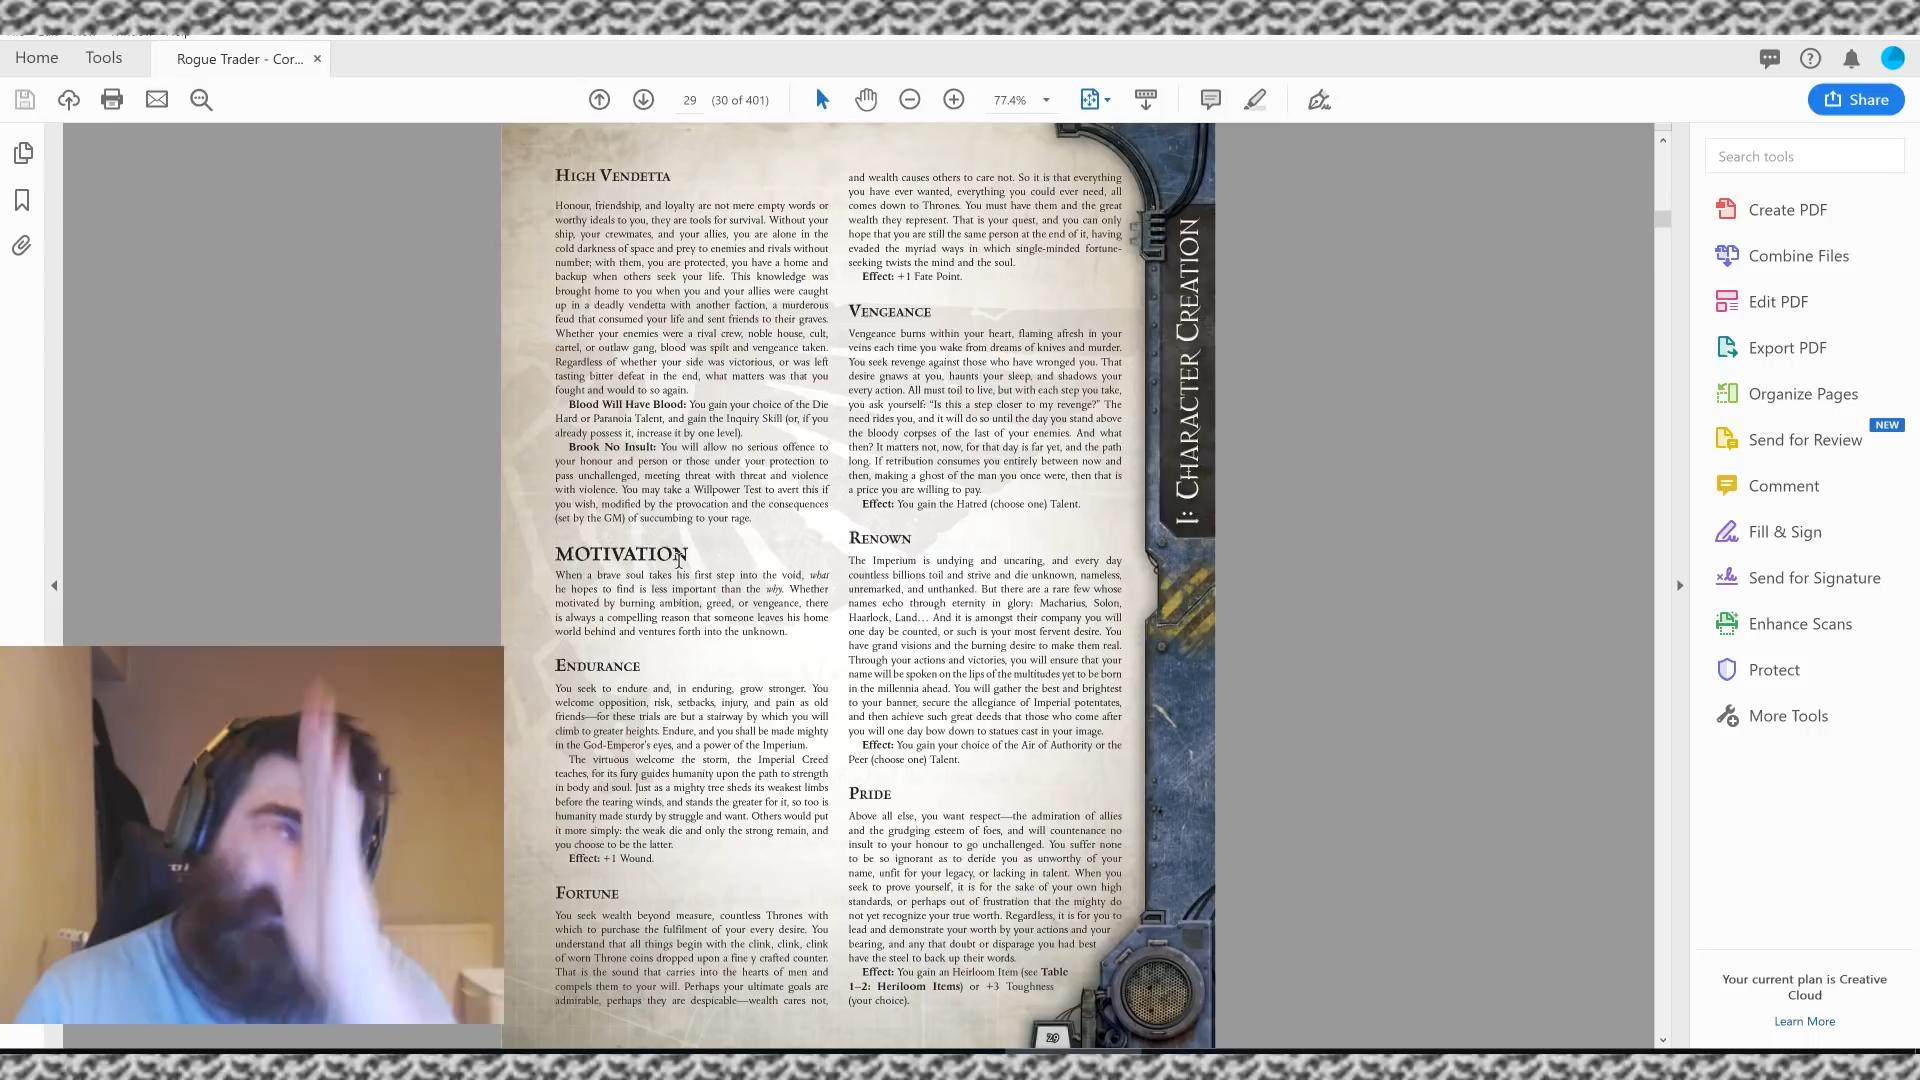 Home
Tools
Rogue Trader - Cor...
29
(30 of 401)
77.4%
Share
HIGH VENDETTA
Honour, friendship, and loyalty are not mere empty words or
worthy ideals to you, they are tools for survival. Without your
ship, your crewmates, and your allies, you are alone in the
cold darkness of space and prey to enemies and rivals without
number; with them, you are protected, you have a home and
backup when others seek your life. This knowledge was
brought home to you when you and your allies were caught
up in a deadly vendetta with another faction, a murderous
feud that consumed your life and sent friends to their graves.
Whether your enemies were a rival crew, noble house, cult,
cartel, or outlaw gang, blood was spilt and vengeance taken.
Regardless of whether your side was victorious, or was left
tasting bitter defeat in the end, what matters was that you
fought and would to so again.
Blood Will Have Blood: You gain your choice of the Die
Hard or Paranoia Talent, and gain the Inquiry Skill (or, if you
already possess it, increase it by one level).
Brook No Insult: You will allow no serious offence to
your honour and person or those under your protection to
pass unchallenged, meeting threat with threat and violence
with violence. You may take a Willpower Test to avert this if
you wish, modified by the provocation and the consequences
(set by the GM) of succumbing to your rage.
MOTIVATION
When a brave soul takes his first step into the void, what
he hopes to find is less important than the why. Whether
motivated by burning ambition, greed, or vengeance, there
is always a compelling reason that someone leaves his home
world behind and ventures forth into the unknown.
ENDURANCE
You seek to endure and, in enduring, grow stronger. You
welcome opposition, risk, setbacks, injury, and pain as old
friends—for these trials are but a stairway by which you will
climb to greater heights. Endure, and you shall be made mighty
in the God-Emperor's eyes, and a power of the Imperium.
The virtuous welcome the storm, the Imperial Creed
teaches, for its fury guides humanity upon the path to strength
in body and soul. Just as a mighty tree sheds its weakest limbs
before the tearing winds, and stands the greater for it, so too is
humanity made sturdy by struggle and want. Others would put
it more simply: the weak die and only the strong remain, and
you choose to be the latter.
Effect: +1 Wound.
FORTUNE
You seek wealth beyond measure, countless Thrones with
which to purchase the fulfilment of your every desire. You
understand that all things begin with the clink, clink, clink
of worn Throne coins dropped upon a fine y crafted counter.
That is the sound that carries into the hearts of men and
compels them to your will. Perhaps your ultimate goals are
admirable, perhaps they are despicable—wealth cares not,
and wealth causes others to care not. So it is that everything
you have ever wanted, everything you could ever need, all
comes down to Thrones. You must have them and the great
wealth they represent. That is your quest, and you can only
hope that you are still the same person at the end of it, having
evaded the myriad ways in which single-minded fortune-
seeking twists the mind and the soul.
Effect: +1 Fate Point.
VENGEANCE
Vengeance burns within your heart, flaming afresh in your
veins each time you wake from dreams of knives and murder.
You seek revenge against those who have wronged you. That
desire gnaws at you, haunts your sleep, and shadows your
every action. All must toil to live, but with each step you take,
you ask yourself: “Is this a step closer to my revenge?” The
need rides you, and it will do so until the day you stand above
the bloody corpses of the last of your enemies. And what
then? It matters not, now, for that day is far yet, and the path
long. If retribution consumes you entirely between now and
then, making a ghost of the man you once were, then that is
a price you are willing to pay.
Effect: You gain the Hatred (choose one) Talent.
RENOWN
The Imperium is undying and uncaring, and every day
countless billions toil and strive and die unknown, nameless,
unremarked, and unthanked. But there are a rare few whose
names echo through eternity in glory: Macharius, Solon,
Haarlock, Land… And it is amongst their company you will
one day be counted, or such is your most fervent desire. You
have grand visions and the burning desire to make them real.
Through your actions and victories, you will ensure that your
name will be spoken on the lips of the multitudes yet to be born
in the millennia ahead. You will gather the best and brightest
to your banner, secure the allegiance of Imperial potentates,
and then achieve such great deeds that those who come after
you will one day bow down to statues cast in your image.
Effect: You gain your choice of the Air of Authority or the
Peer (choose one) Talent.
PRIDE
Above all else, you want respect—the admiration of allies
and the grudging esteem of foes, and will countenance no
insult to your honour to go unchallenged. You suffer none
to be so ignorant as to deride you as unworthy of your
name, unfit for your legacy, or lacking in talent. When you
seek to prove yourself, it is for the sake of your own high
standards, or perhaps out of frustration that the mighty do
not yet recognize your true worth. Regardless, it is for you to
lead and demonstrate your worth by your actions and your
bearing, and any that doubt or disparage you had best
have the steel to back up their words.
Effect: You gain an Heirloom Item (see Table
1–2: Heriloom Items) or +3 Toughness
(your choice).
I: CHARACTER CREATION
29
Search tools
Create PDF
Combine Files
Edit PDF
Export PDF
Organize Pages
NEW
Send for Review
Comment
Fill & Sign
Send for Signature
Enhance Scans
Protect
More Tools
Your current plan is Creative
Cloud
Learn More